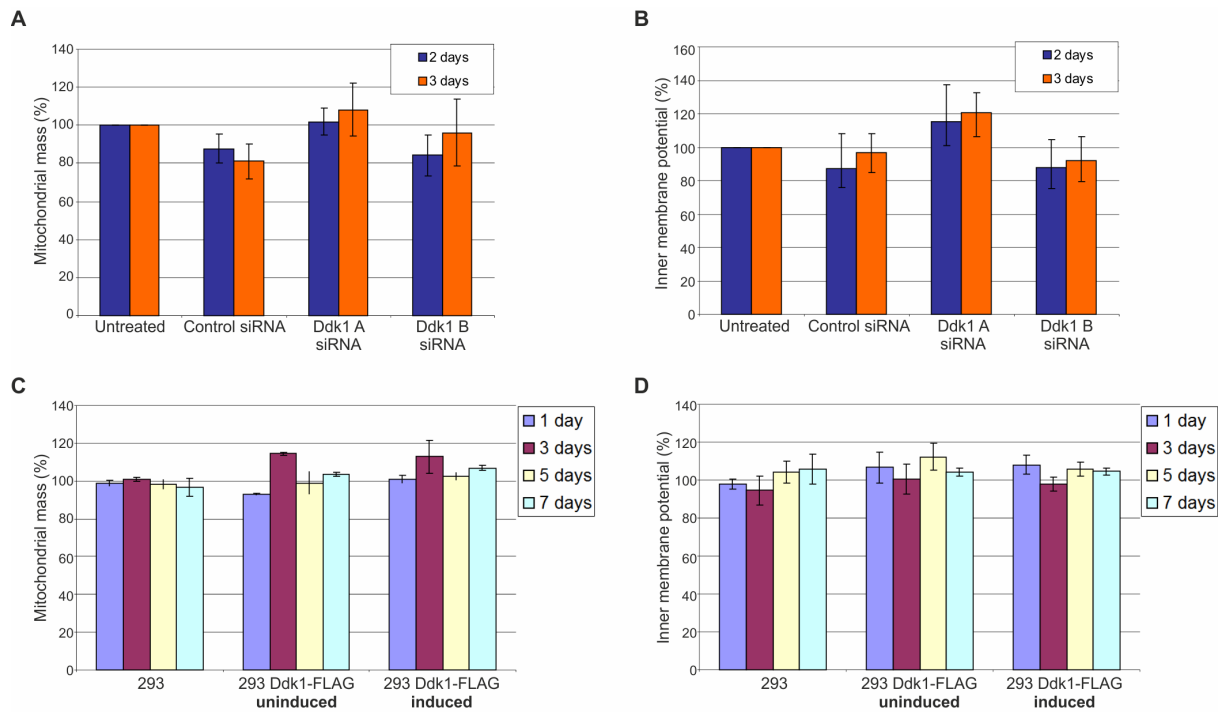 A
Mitochondrial mass (%)
140
120
100
80
60
40
20
0
2 days
3 days
Untreated
Control siRNA
Ddk1 A
siRNA
Ddk1 B
siRNA
B
Inner membrane potential (%)
160
140
120
100
80
60
40
20
0
2 days
3 days
Untreated
Control siRNA
Ddk1 A
siRNA
Ddk1 B
siRNA
C
Mitochondrial mass (%)
140
120
100
80
60
40
20
0
1 day
3 days
5 days
7 days
293
293 Ddk1-FLAG
uninduced
293 Ddk1-FLAG
induced
D
Inner membrane potential (%)
140
120
100
80
60
40
20
0
1 day
3 days
5 days
7 days
293
293 Ddk1-FLAG
uninduced
293 Ddk1-FLAG
induced